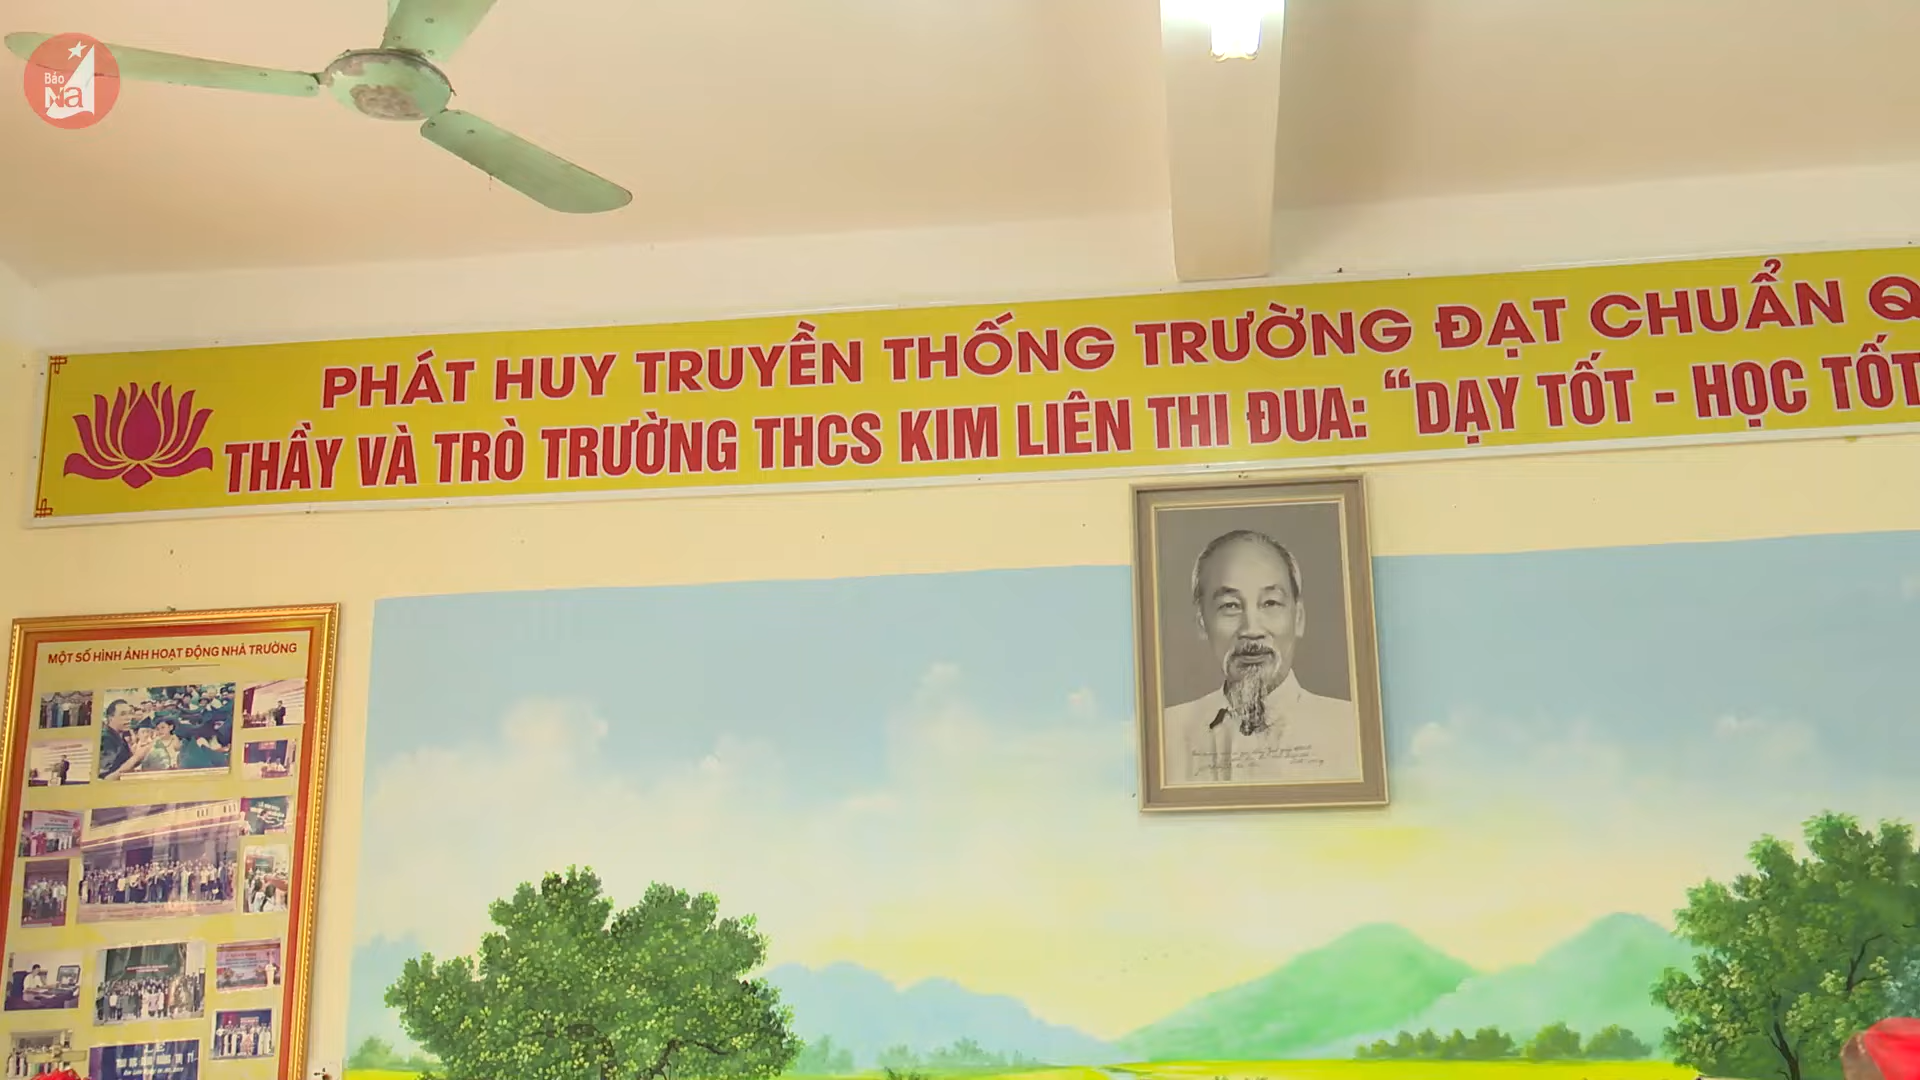 Báo
Na
PHÁT HUY TRUYỀN THỐNG TRƯỜNG ĐẠT CHUẨN Q
THẦY VÀ TRÒ TRƯỜNG THCS KIM LIÊN THI ĐUA: “DẠY TỐT - HỌC TỐT
MỘT SỐ HÌNH ẢNH HOẠT ĐỘNG NHÀ TRƯỜNG